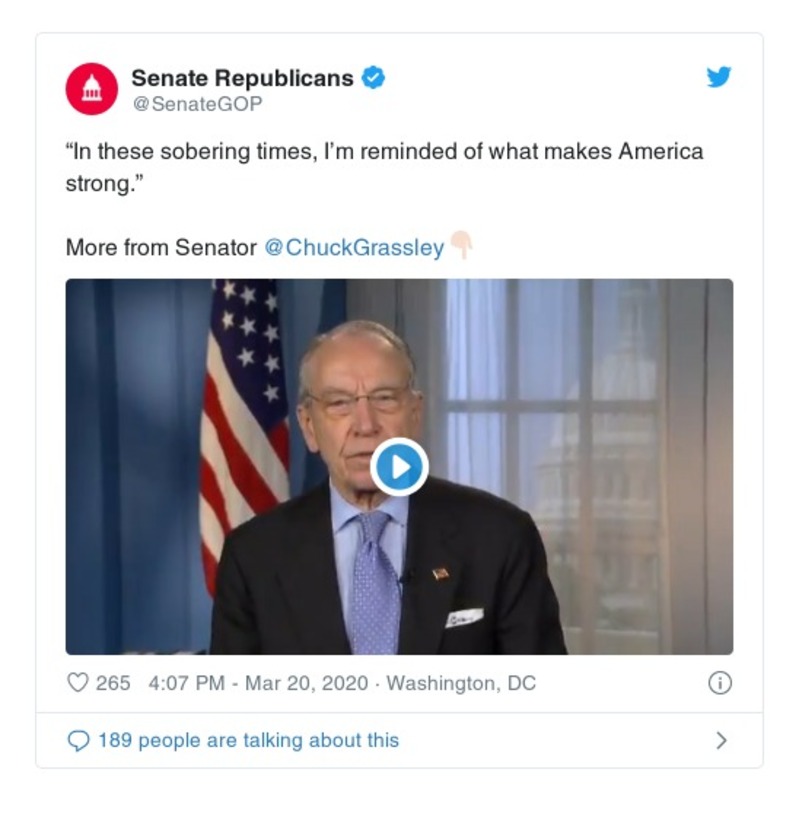 Senate Republicans
@SenateGOP
“In these sobering times, I’m reminded of what makes America
strong.”
More from Senator @ChuckGrassley👇🏻
265 4:07 PM - Mar 20, 2020 · Washington, DC
189 people are talking about this